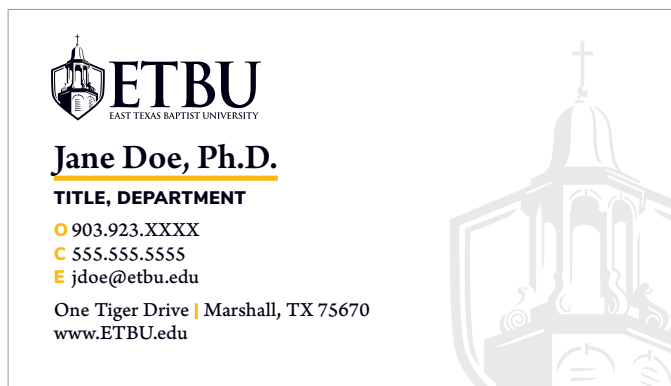 ETBU
EAST TEXAS BAPTIST UNIVERSITY
Jane Doe, Ph.D.
TITLE, DEPARTMENT
O 903.923.XXXX
C 555.555.5555
E jdoe@etbu.edu
One Tiger Drive | Marshall, TX 75670
www.ETBU.edu